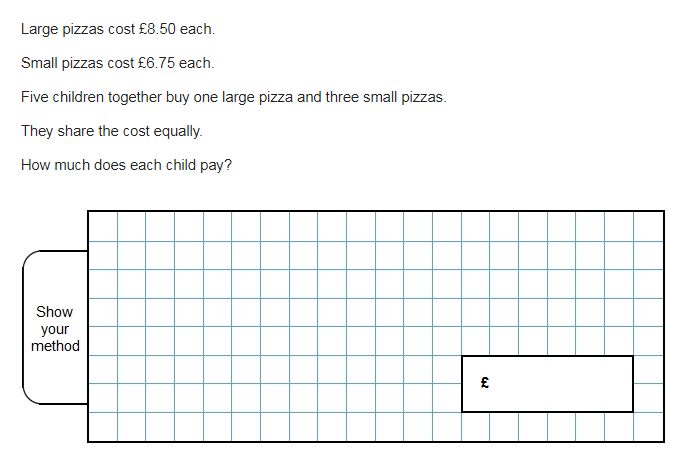 Large pizzas cost £8.50 each.
Small pizzas cost £6.75 each.
Five children together buy one large pizza and three small pizzas.
They share the cost equally.
How much does each child pay?
Show
your
method
£